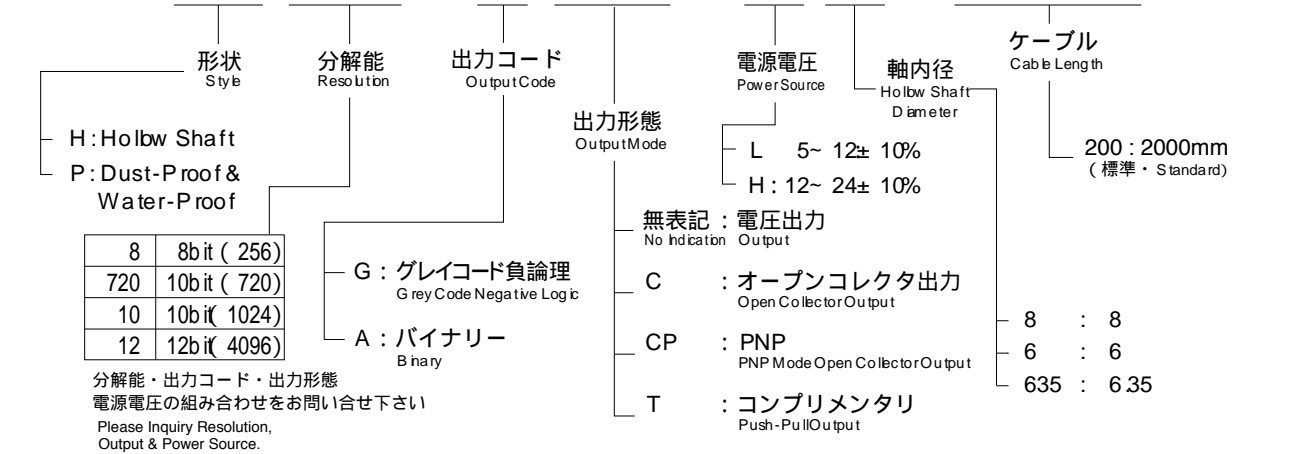 形状
Style
分解能
Resolution
出力コード
Output Code
出力形態
Output Mode
電源電圧
Power Source
軸内径
Hollow Shaft
Diameter
ケーブル
Cable Length
H : Hollow Shaft
P : Dust-Proof &
Water-Proof
8 8bit ( 256)
720 10bit ( 720)
10 10bit( 1024)
12 12bit( 4096)
分解能・出力コード・出力形態
電源電圧の組み合わせをお問い合せ下さい
Please Inquiry Resolution,
Output & Power Source.
G : グレイコード負論理
Grey Code Negative Logic
A : バイナリー
Binary
無表記 : 電圧出力
No Indication Output
C : オープンコレクタ出力
Open Collector Output
CP : PNP
PNP Mode Open Collector Output
T : コンプリメンタリ
Push-Pull Output
L 5~ 12± 10%
H : 12~ 24± 10%
8 : 8
6 : 6
635 : 6.35
200 : 2000mm
(標準・Standard)